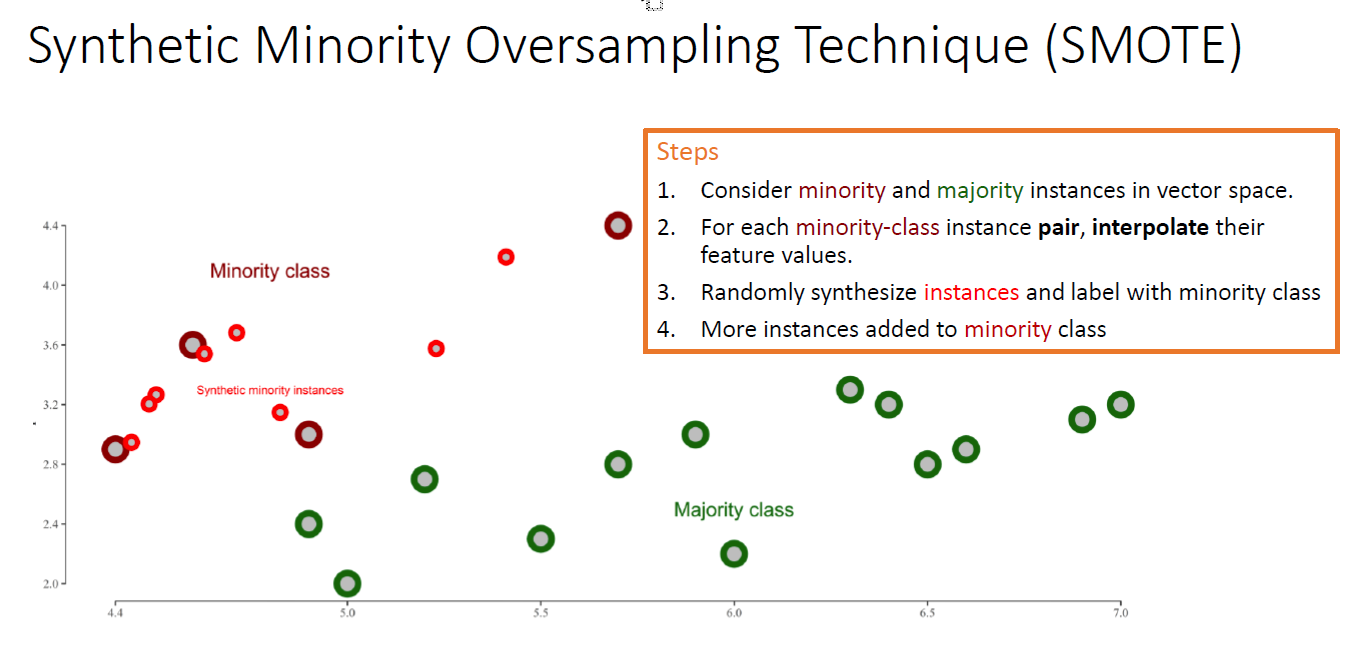 Synthetic Minority Oversampling Technique (SMOTE)
Steps
1. Consider minority and majority instances in vector space.
2. For each minority-class instance pair, interpolate their
feature values.
3. Randomly synthesize instances and label with minority class
4. More instances added to minority class
4.4
Minority class
4.0
3.6
Synthetic minority instances
3.2
2.8
Majority class
2.4
2.0
4.4 5.0 5.5 6.0 6.5 7.0